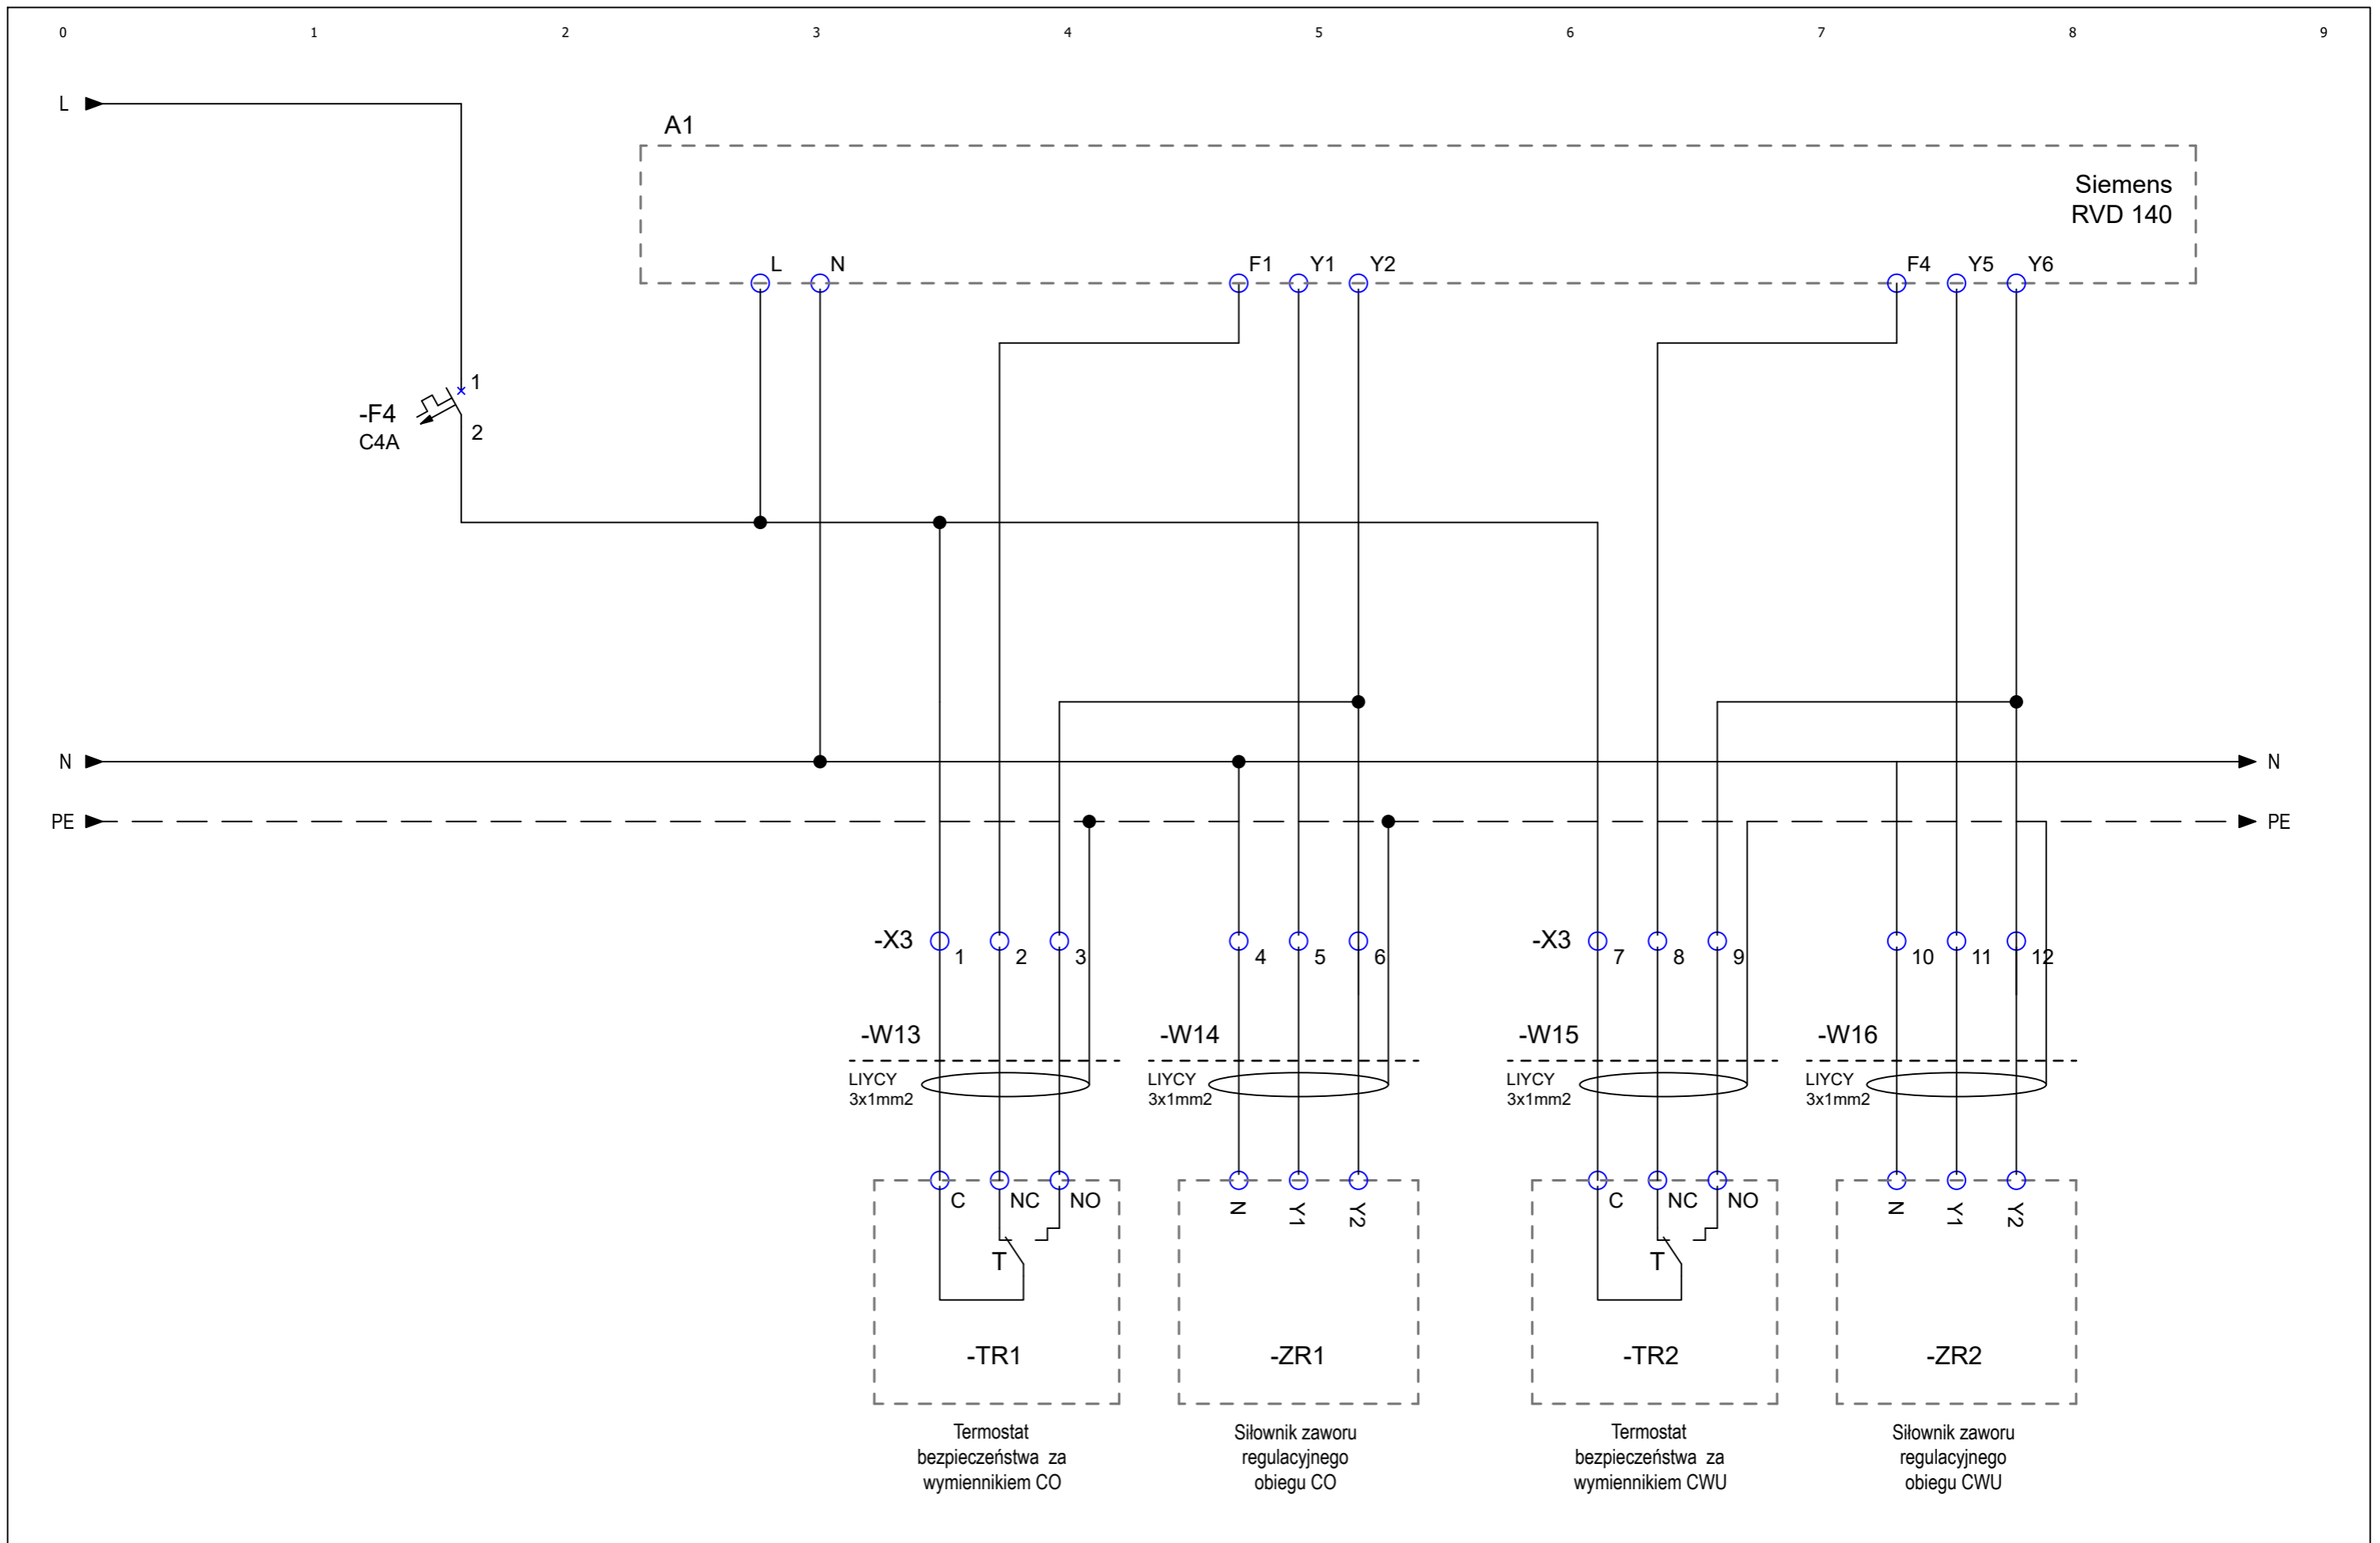 0 1 2 3 4 5 6 7 8 9
L
A1
Siemens
RVD 140
L N F1 Y1 Y2 F4 Y5 Y6
1
-F4
C4A
2
N N
PE PE
-X3 1 2 3 4 5 6 -X3 7 8 9 10 11 12
-W13 -W14 -W15 -W16
LIYCY LIYCY LIYCY LIYCY
3x1mm2 3x1mm2 3x1mm2 3x1mm2
C NC NO N Y1 Y2 C NC NO N Y1 Y2
T T
-TR1 -ZR1 -TR2 -ZR2
Termostat
bezpieczeństwa za
wymiennikiem CO
Siłownik zaworu
regulacyjnego
obiegu CO
Termostat
bezpieczeństwa za
wymiennikiem CWU
Siłownik zaworu
regulacyjnego
obiegu CWU